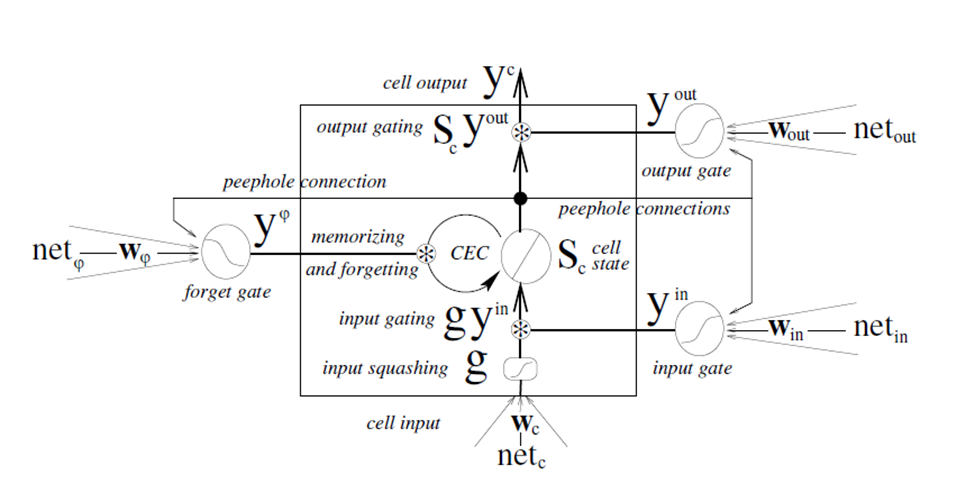 cell output y^c
output gating S_c y^out
y^out
w_out net_out
output gate
peephole connection
peephole connections
y^φ
net_φ w_φ
memorizing
and forgetting
CEC
S_c cell state
forget gate
input gating g y^in
y^in
w_in net_in
input squashing g
input gate
cell input
w_c
net_c